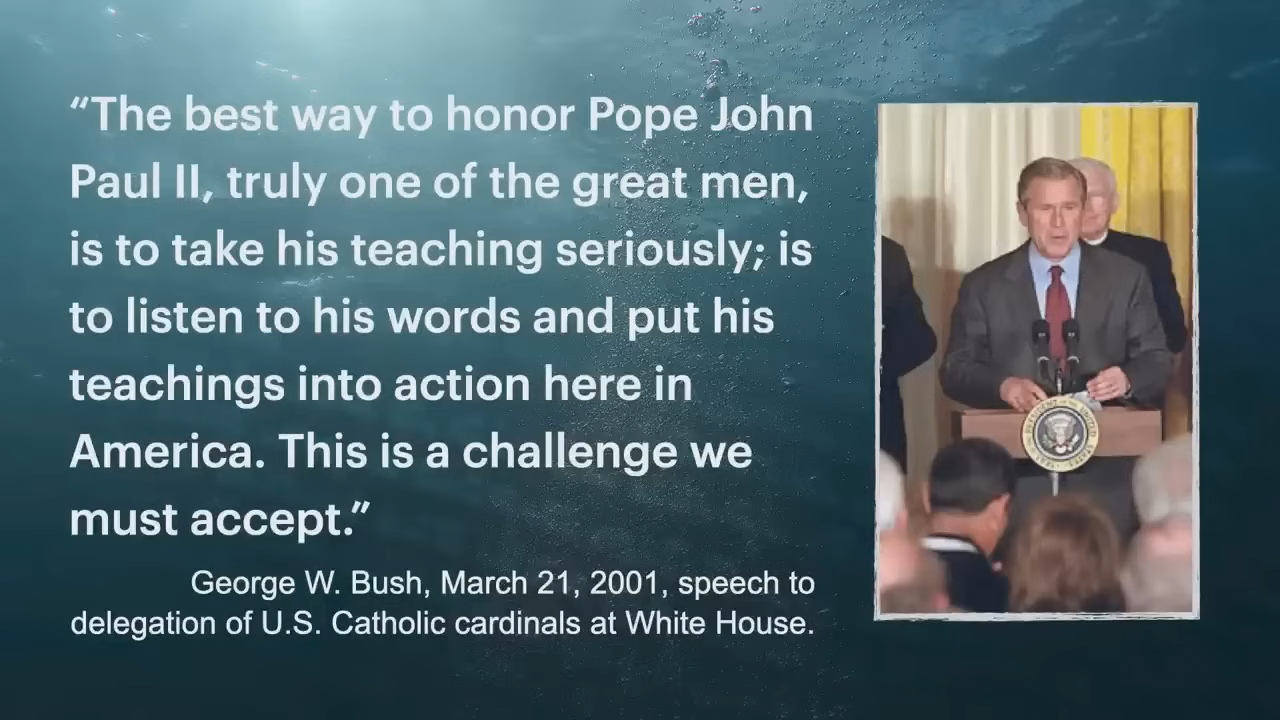 “The best way to honor Pope John
Paul II, truly one of the great men,
is to take his teaching seriously; is
to listen to his words and put his
teachings into action here in
America. This is a challenge we
must accept.”
George W. Bush, March 21, 2001, speech to
delegation of U.S. Catholic cardinals at White House.